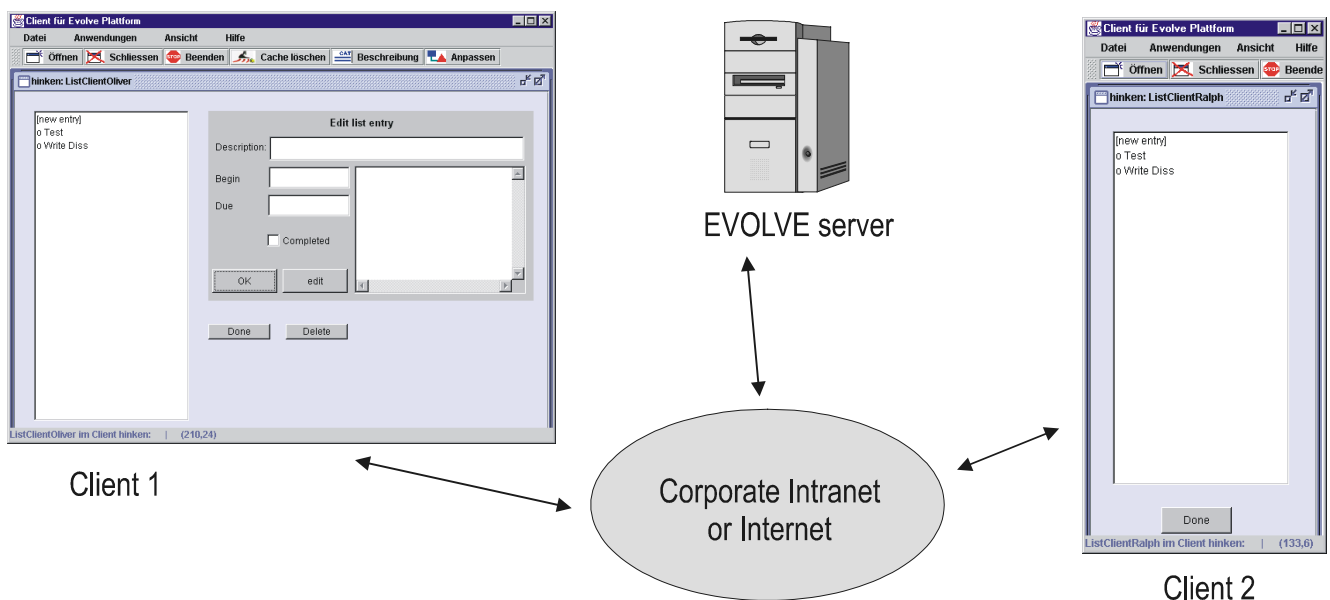 Client für Evolve Plattform
Datei Anwendungen Ansicht Hilfe
Öffnen Schliessen STOP Beenden Cache löschen CAT Beschreibung Anpassen
hinken: ListClientOliver
[new entry]
o Test
o Write Diss
Edit list entry
Description:
Begin
Due
Completed
OK edit
Done Delete
ListClientOliver im Client hinken: | (210,24)
Client 1
EVOLVE server
Corporate Intranet
or Internet
Client für Evolve Plattform
Datei Anwendungen Ansicht Hilfe
Öffnen Schliessen STOP Beende
hinken: ListClientRalph
[new entry]
o Test
o Write Diss
Done
ListClientRalph im Client hinken: | (133,6)
Client 2